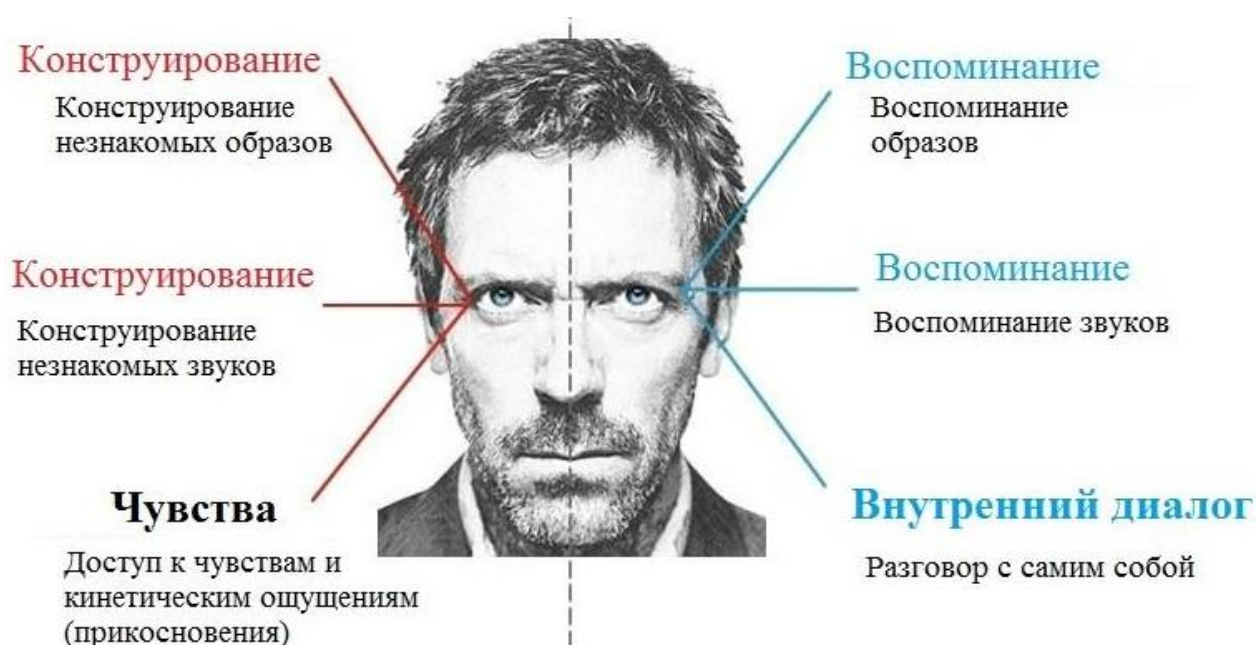 Конструирование
Конструирование
незнакомых образов
Воспоминание
Воспоминание
образов
Конструирование
Конструирование
незнакомых звуков
Воспоминание
Воспоминание звуков
Чувства
Доступ к чувствам и
кинетическим ощущениям
(прикосновения)
Внутренний диалог
Разговор с самим собой